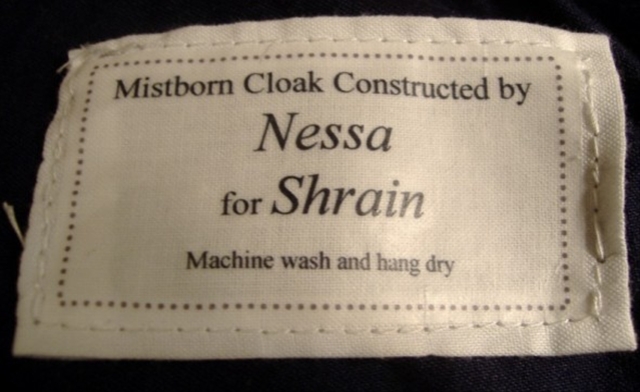 Mistborn Cloak Constructed by
Nessa
for Shrain
Machine wash and hang dry